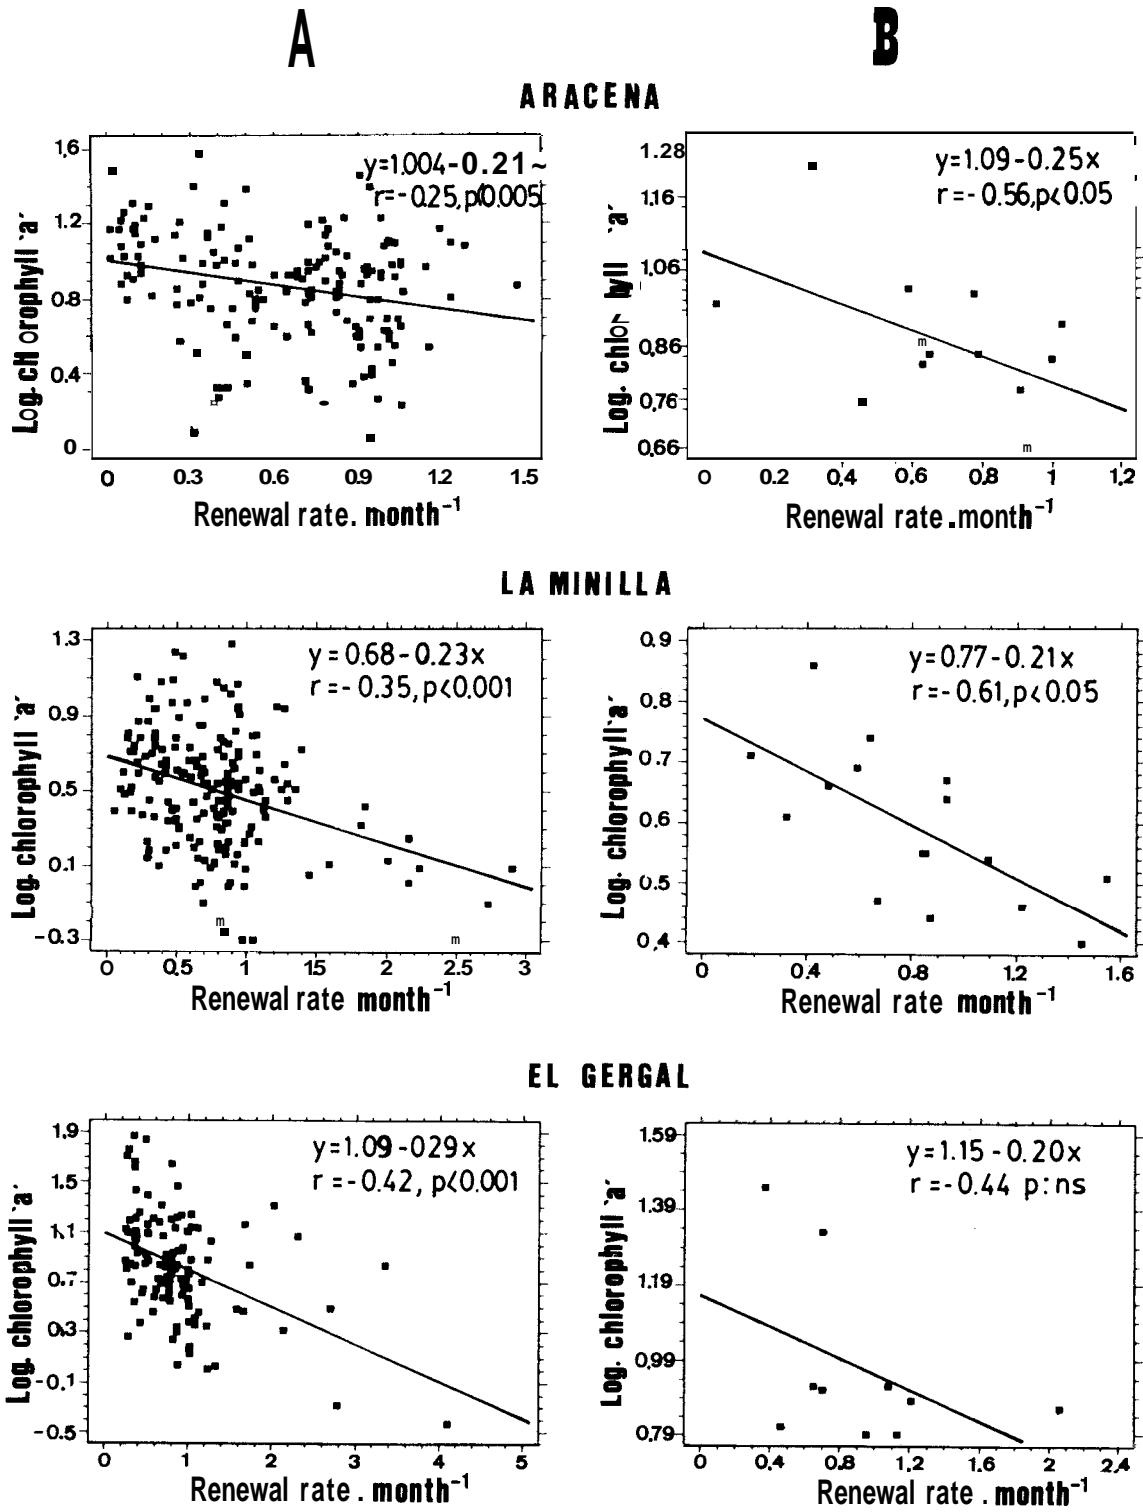 A
B
ARACENA
1.6
1.2
0.8
0.4
0
y=1.004-0.21~
r=-0.25,p<0.005
Log. cHl orophyll `a´
0
0.3
0.6
0.9
1.2
1.5
Renewal rate. month-1
1.28
1.16
1.06
0.86
0.76
0.66
y=1.09-0.25x
r=-0.56,p<0.05
m
m
Log. chlor hyll `a´
0
0.2
0.4
0.6
0.8
1
1.2
Renewal rate.month-1
LA MINILLA
1.3
0.9
0.5
0.1
-0.3
y=0.68-0.23x
r=-0.35,p<0.001
m
m
Log. chlorophyll `a´
0
0.5
1
15
2
2.5
3
Renewal rate month-1
0.9
0.8
0.7
0.6
0.5
0.4
y=0.77-0.21x
r=-0.61,p<0.05
Log. chlorophyll `a´
0
0.4
0.8
1.2
1.6
Renewal rate month-1
EL GERGAL
1.9
1.5
1.1
0.7
0.3
-0.1
-0.5
y=1.09-029x
r=-0.42, p<0.001
Log. chlorophyll `a´
0
1
2
3
4
5
Renewal rate. month-1
1.59
1.39
1.19
0.99
0.79
y=1.15-0.20x
r=-0.44 p:ns
Log. chlorophyll `a´
0
0.4
0.8
1.2
1.6
2
2.4
Renewal rate.month-1